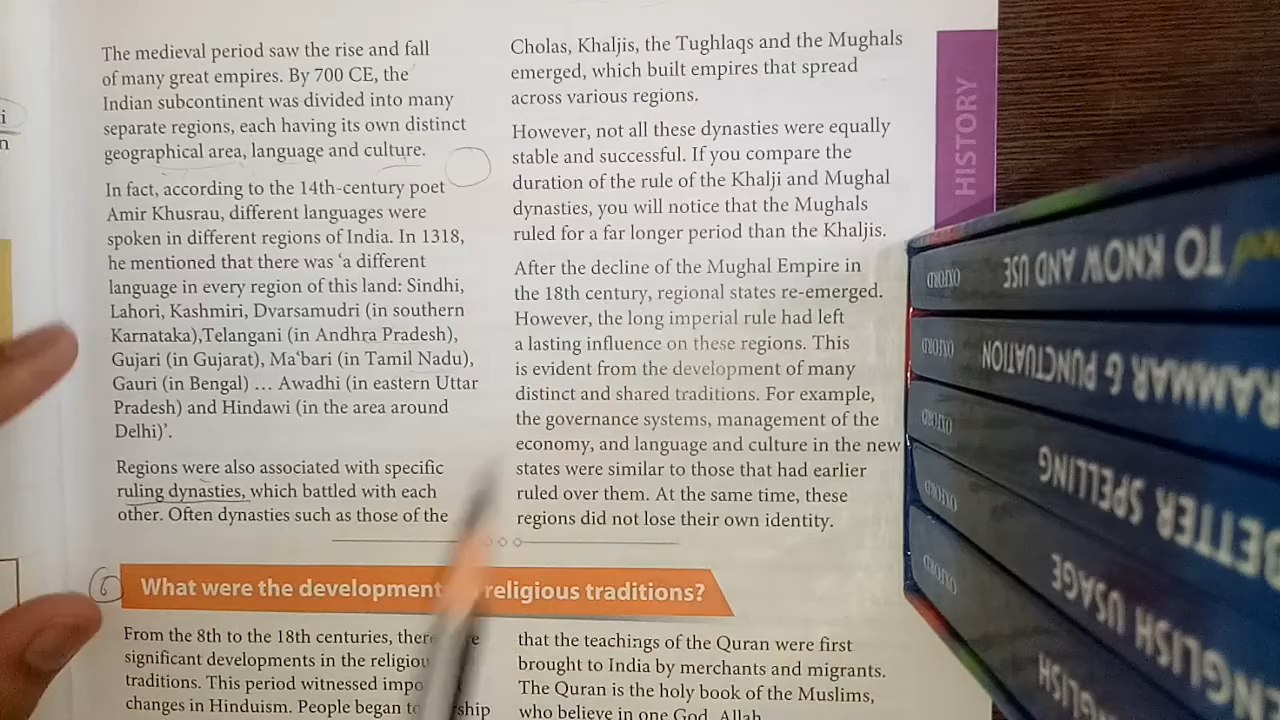 The medieval period saw the rise and fall
of many great empires. By 700 CE, the
Indian subcontinent was divided into many
separate regions, each having its own distinct
geographical area, language and culture.
In fact, according to the 14th-century poet
Amir Khusrau, different languages were
spoken in different regions of India. In 1318,
he mentioned that there was ‘a different
language in every region of this land: Sindhi,
Lahori, Kashmiri, Dvarsamudri (in southern
Karnataka),Telangani (in Andhra Pradesh),
Gujari (in Gujarat), Ma‘bari (in Tamil Nadu),
Gauri (in Bengal) … Awadhi (in eastern Uttar
Pradesh) and Hindawi (in the area around
Delhi)’.
Regions were also associated with specific
ruling dynasties, which battled with each
other. Often dynasties such as those of the
Cholas, Khaljis, the Tughlaqs and the Mughals
emerged, which built empires that spread
across various regions.
However, not all these dynasties were equally
stable and successful. If you compare the
duration of the rule of the Khalji and Mughal
dynasties, you will notice that the Mughals
ruled for a far longer period than the Khaljis.
After the decline of the Mughal Empire in
the 18th century, regional states re-emerged.
However, the long imperial rule had left
a lasting influence on these regions. This
is evident from the development of many
distinct and shared traditions. For example,
the governance systems, management of the
economy, and language and culture in the new
states were similar to those that had earlier
ruled over them. At the same time, these
regions did not lose their own identity.
6
What were the development religious traditions?
From the 8th to the 18th centuries,
significant developments in the
traditions. This period witnessed
changes in Hinduism. People began
that the teachings of the Quran were first
brought to India by merchants and migrants.
The Quran is the holy book of the Muslims,
who believe in one God, Allah.
HISTORY
TO KNOW AND USE
OXFORD
GRAMMAR & PUNCTUATION
OXFORD
BETTER SPELLING
OXFORD
ENGLISH USAGE
OXFORD
ENGLISH
OXFORD